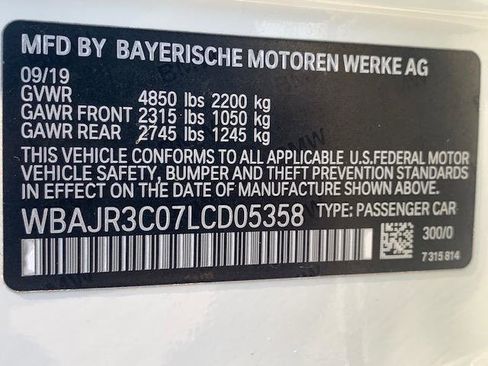 MFD BY BAYERISCHE MOTOREN WERKE AG
09/19
GVWR 4850 lbs 2200 kg
GAWR FRONT 2315 lbs 1050 kg
GAWR REAR 2745 lbs 1245 kg
THIS VEHICLE CONFORMS TO ALL APPLICABLE U.S.FEDERAL MOTOR
VEHICLE SAFETY, BUMPER AND THEFT PREVENTION STANDARDS
IN EFFECT ON THE DATE OF MANUFACTURE SHOWN ABOVE.
WBAJR3C07LCD05358 TYPE: PASSENGER CAR
300/0
7 315 814